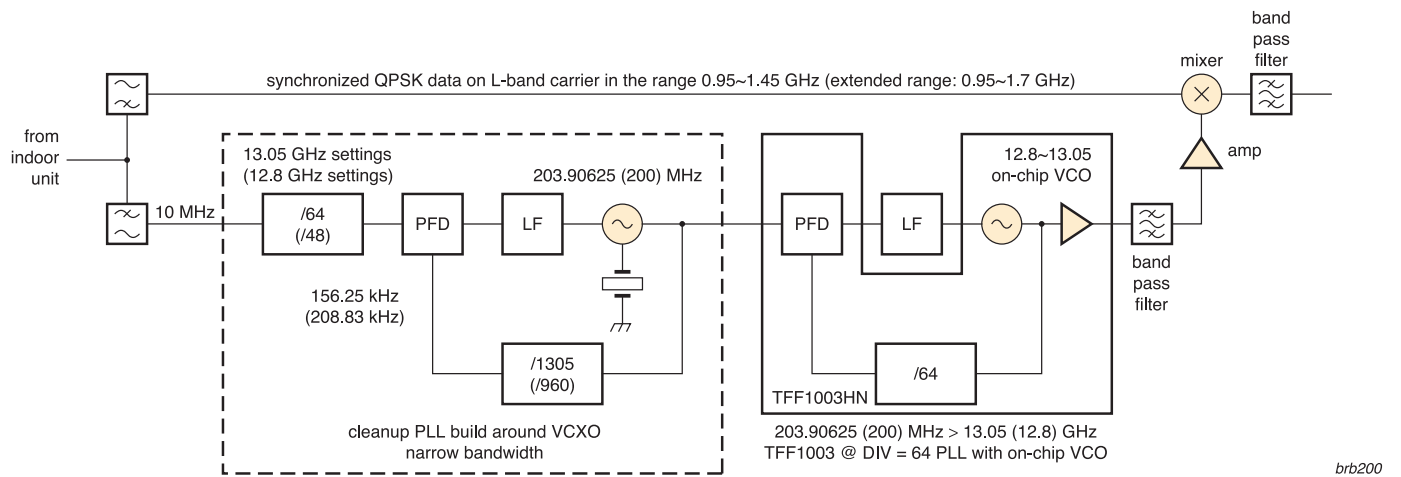 band
pass
filter
mixer
synchronized QPSK data on L-band carrier in the range 0.95~1.45 GHz (extended range: 0.95~1.7 GHz)
from
indoor
unit
amp
13.05 GHz settings
(12.8 GHz settings)
203.90625 (200) MHz
12.8~13.05
on-chip VCO
10 MHz
/64
(/48)
PFD
LF
PFD
LF
band
pass
filter
156.25 kHz
(208.83 kHz)
/1305
(/960)
/64
TFF1003HN
cleanup PLL build around VCXO
narrow bandwidth
203.90625 (200) MHz > 13.05 (12.8) GHz
TFF1003 @ DIV = 64 PLL with on-chip VCO
brb200